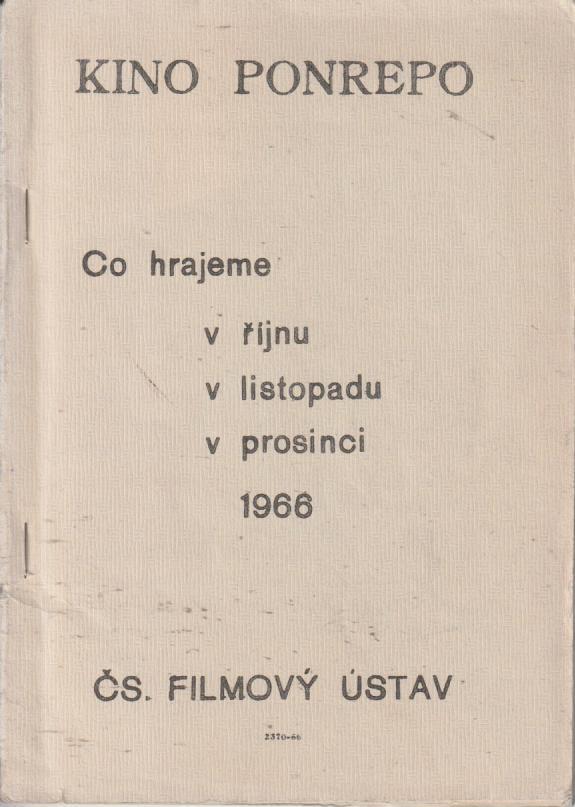 KINO PONREPO
Co hrajeme
v říjnu
v listopadu
v prosinci
1966
ČS. FILMOVÝ ÚSTAV
2370-66